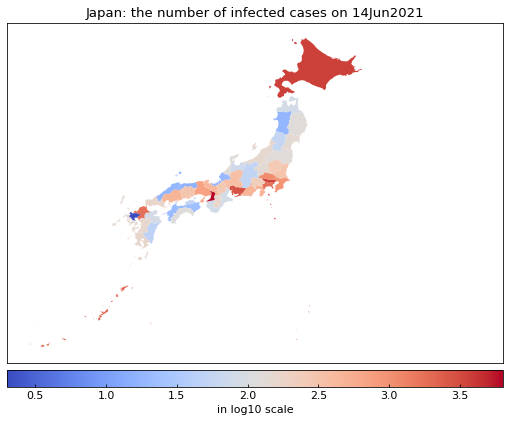 Japan: the number of infected cases on 14Jun2021
0.5 1.0 1.5 2.0 2.5 3.0 3.5
in log10 scale